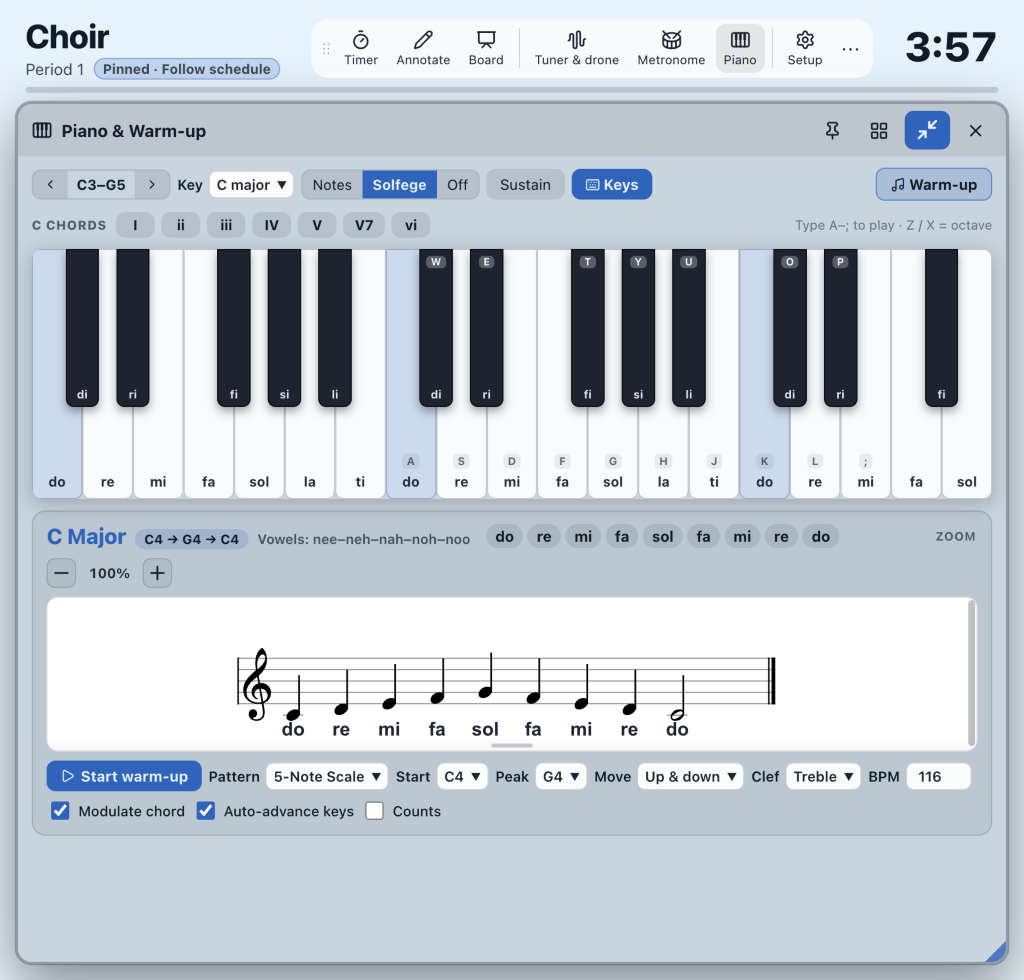 Choir
Period 1 Pinned · Follow schedule
Timer Annotate Board Tuner & drone Metronome Piano Setup ...
3:57
Piano & Warm-up
C3–G5 Key C major ▼ Notes Solfege Off Sustain Keys Warm-up
C CHORDS I ii iii IV V V7 vi Type A–; to play · Z / X = octave
W E T Y U O P
di ri fi si li di ri fi si li di ri fi
A S D F G H J K L ;
do re mi fa sol la ti do re mi fa sol la ti do re mi fa sol
C Major C4 → G4 → C4 Vowels: nee–neh–nah–noh–noo do re mi fa sol fa mi re do ZOOM
− 100% +
do re mi fa sol fa mi re do
Start warm-up Pattern 5-Note Scale ▼ Start C4 ▼ Peak G4 ▼ Move Up & down ▼ Clef Treble ▼ BPM 116
Modulate chord Auto-advance keys Counts